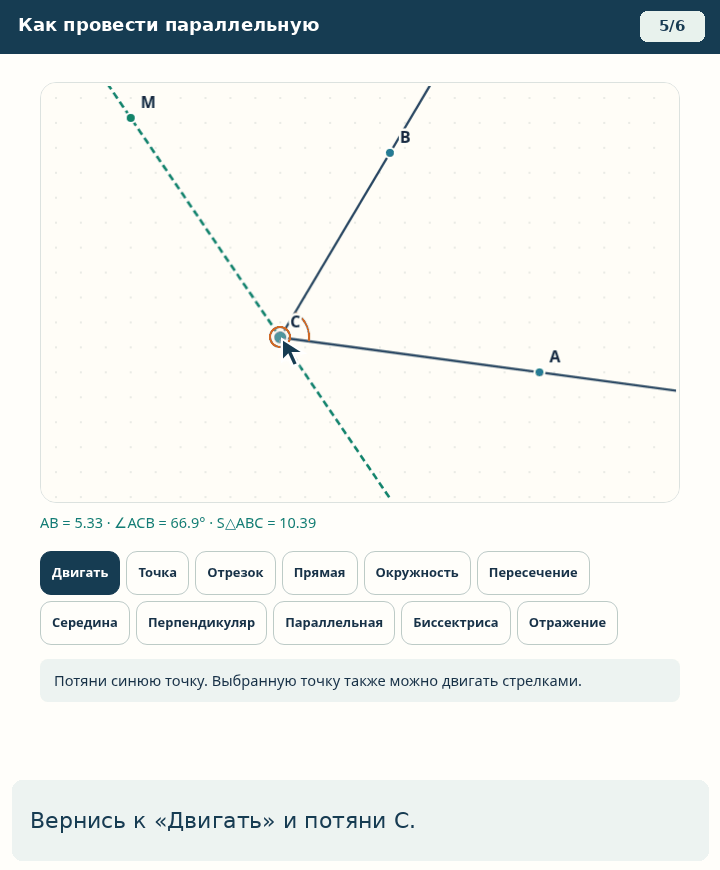 Как провести параллельную
5/6
M
B
C
A
AB = 5.33 · ∠ACB = 66.9° · S△ABC = 10.39
Двигать Точка Отрезок Прямая Окружность Пересечение
Середина Перпендикуляр Параллельная Биссектриса Отражение
Потяни синюю точку. Выбранную точку также можно двигать стрелками.
Вернись к «Двигать» и потяни C.